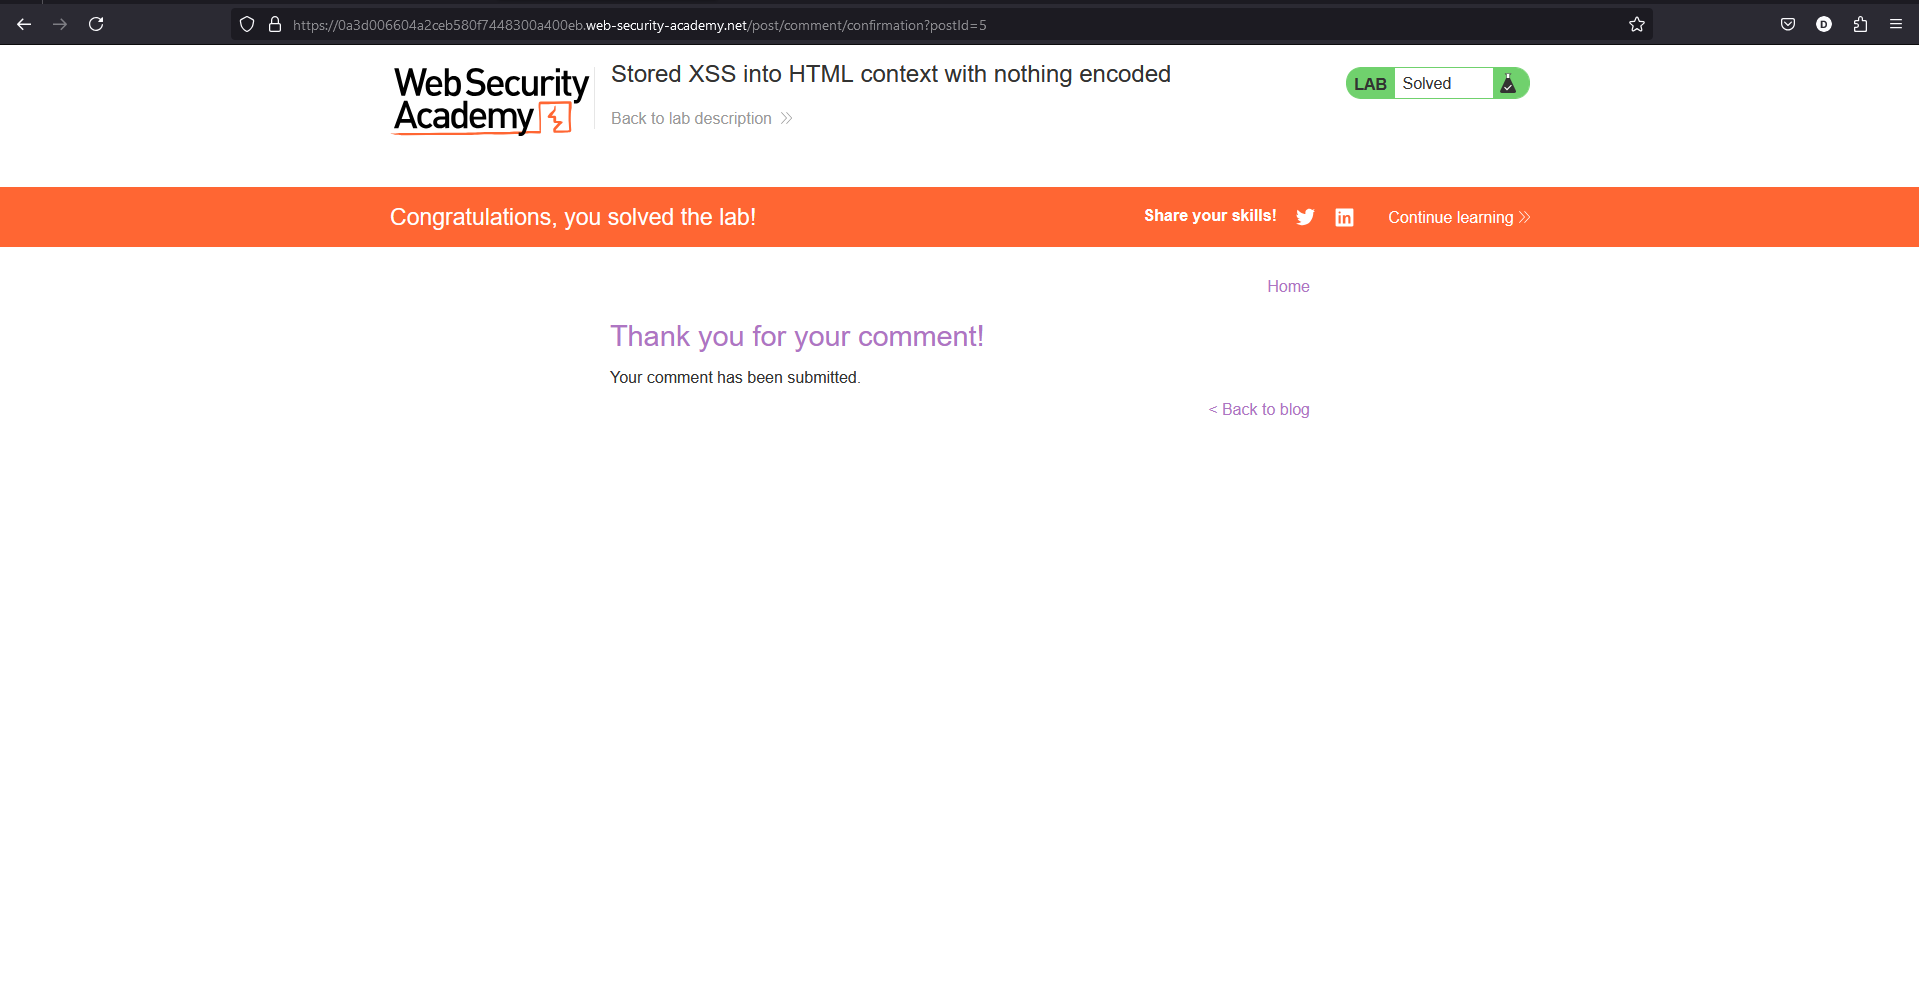 https://0a3d006604a2ceb580f7448300a400eb.web-security-academy.net/post/comment/confirmation?postId=5
D
Web Security
Academy
Stored XSS into HTML context with nothing encoded
Back to lab description
LAB Solved
Congratulations, you solved the lab!
Share your skills!
in
Continue learning
Home
Thank you for your comment!
Your comment has been submitted.
< Back to blog